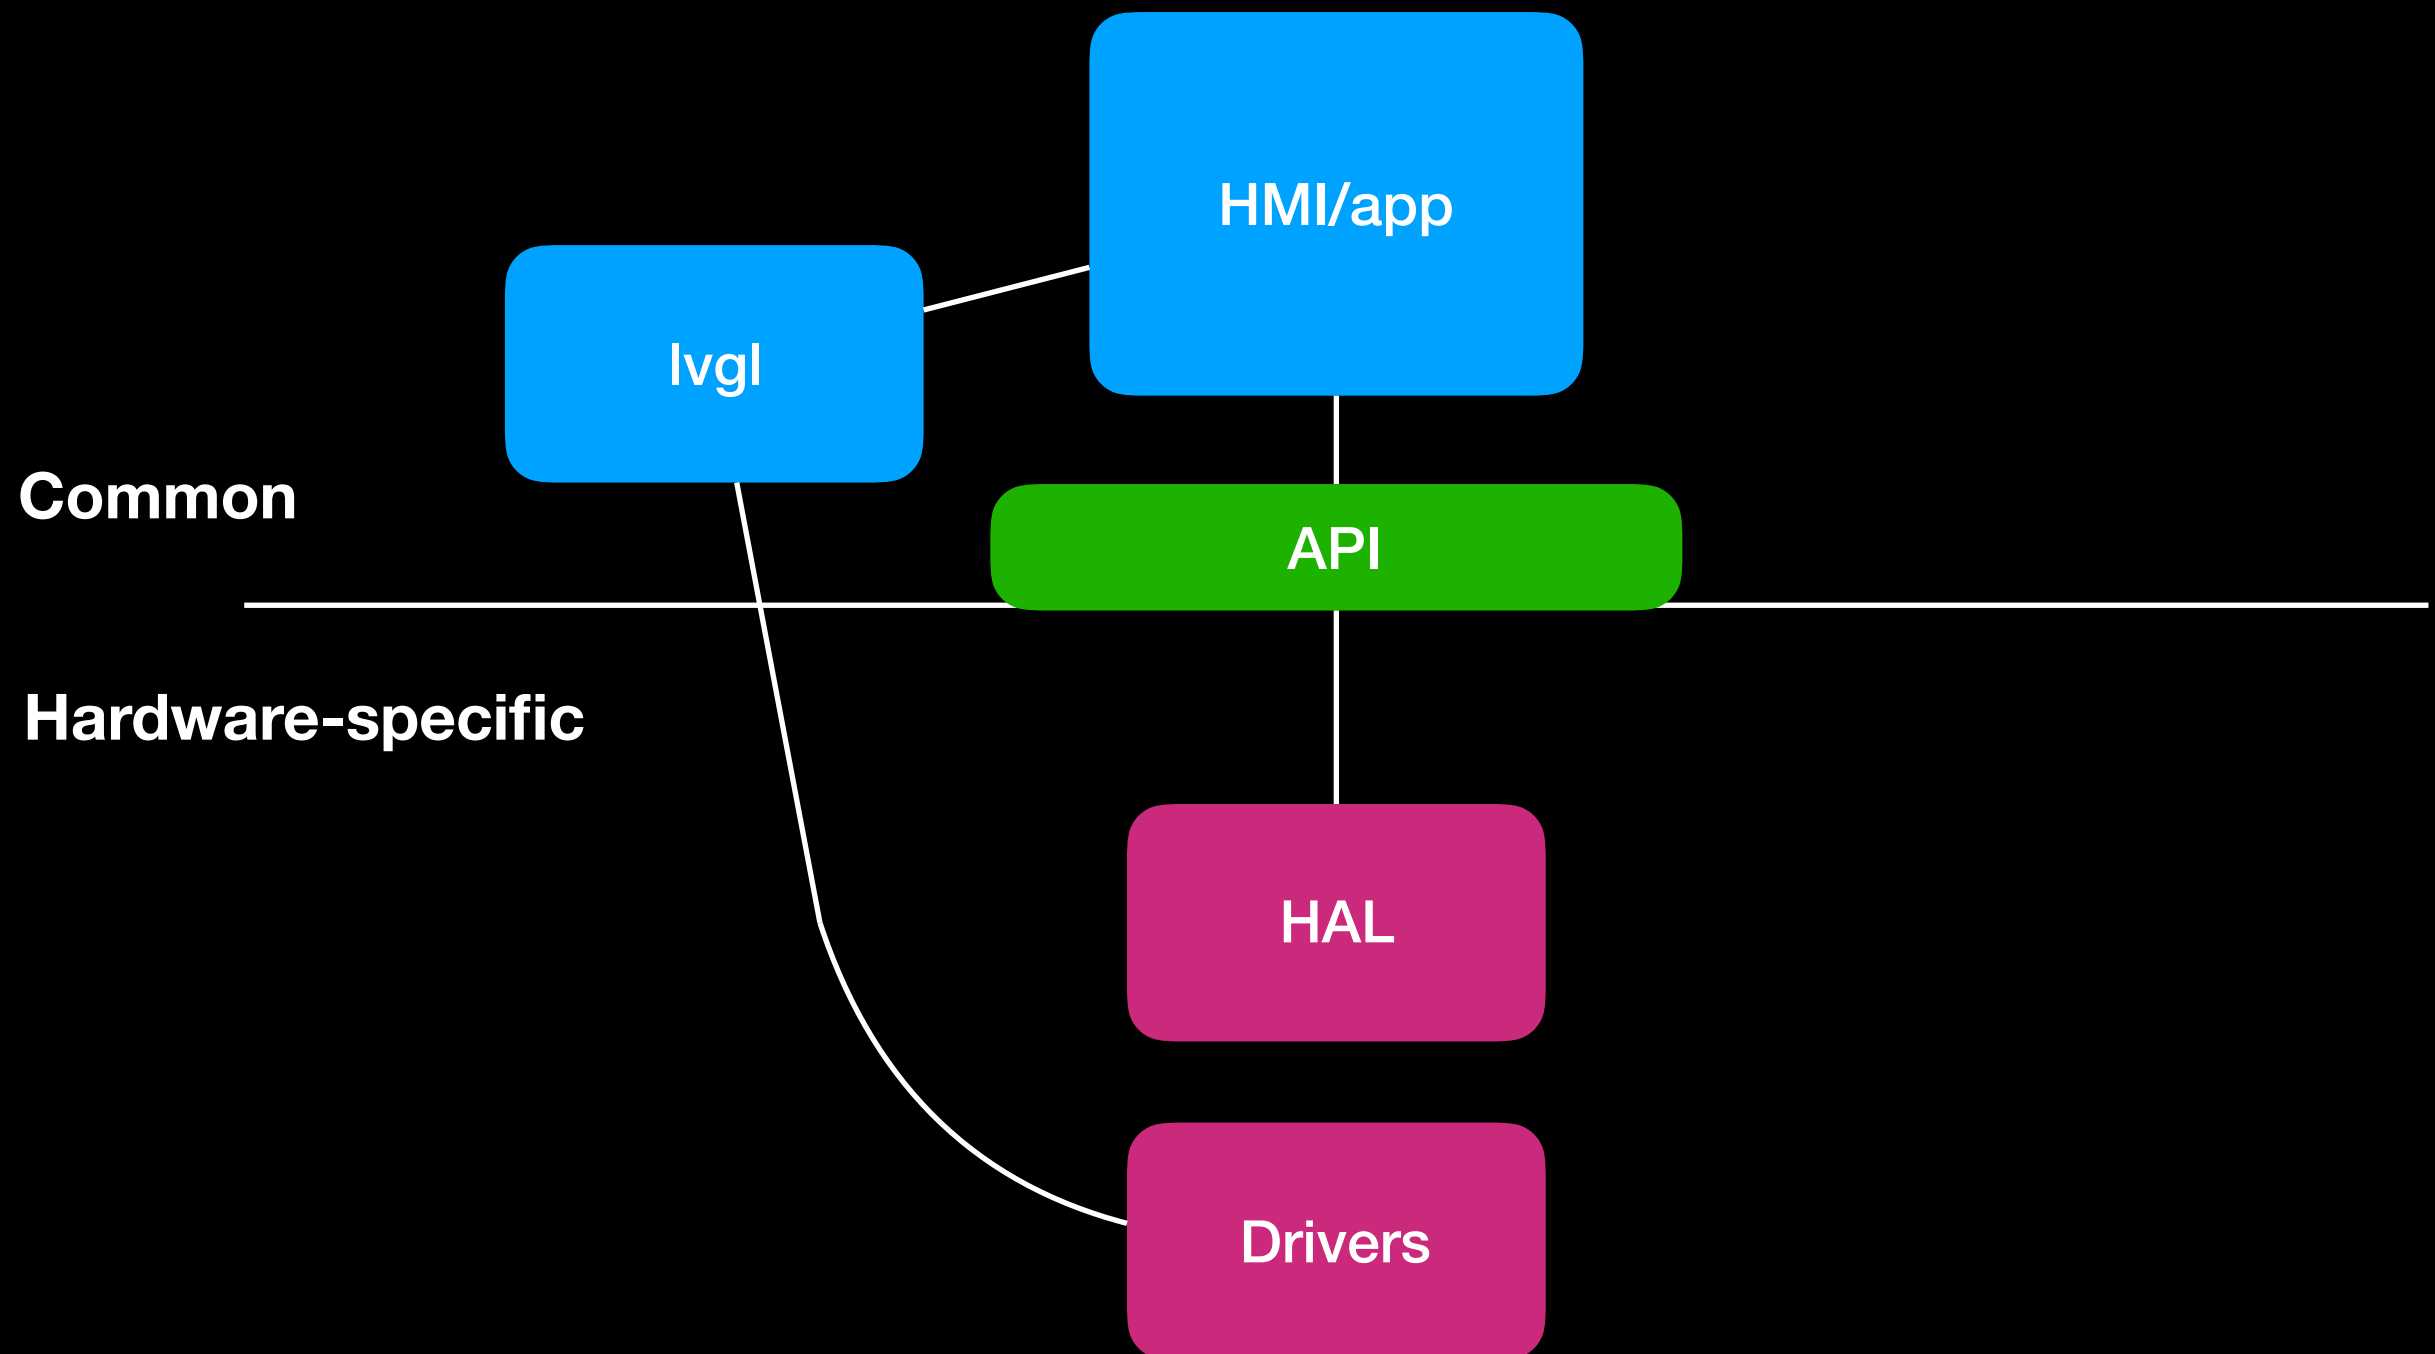 HMI/app
lvgl
Common
API
Hardware-specific
HAL
Drivers